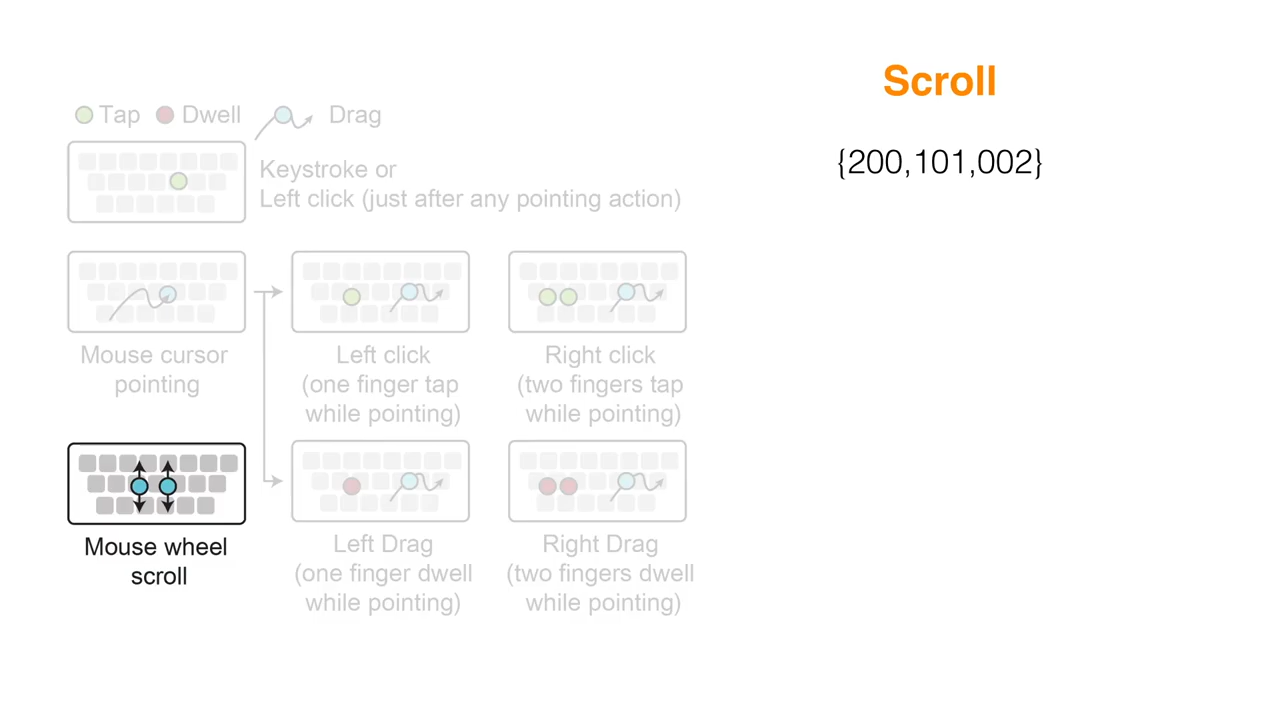 Scroll
{200,101,002}
Tap Dwell Drag
Keystroke or
Left click (just after any pointing action)
Mouse cursor
pointing
Left click
(one finger tap
while pointing)
Right click
(two fingers tap
while pointing)
Mouse wheel
scroll
Left Drag
(one finger dwell
while pointing)
Right Drag
(two fingers dwell
while pointing)